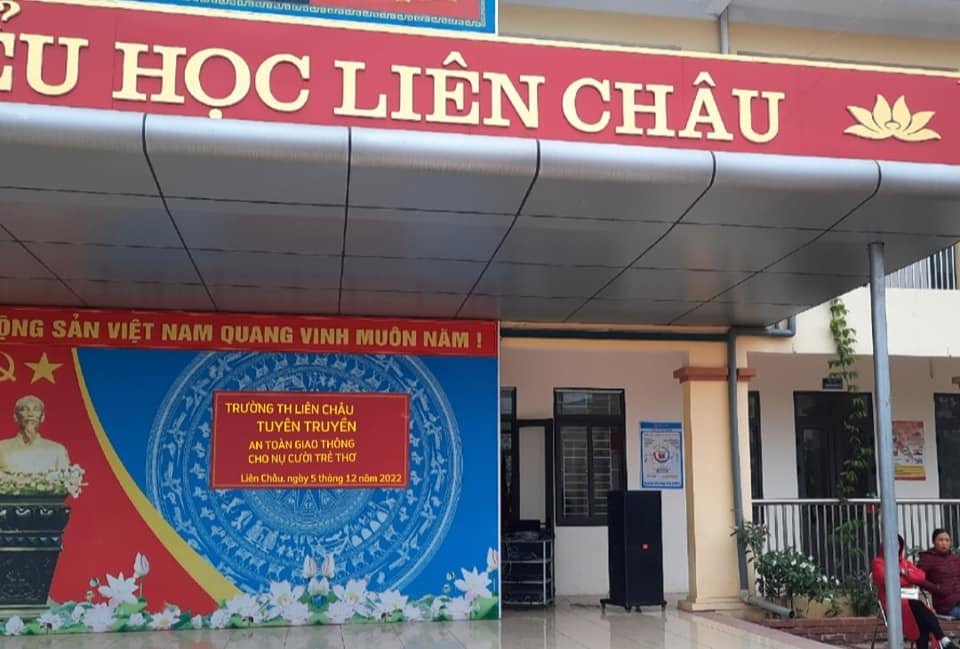 ỂU HỌC LIÊN CHÂU
ỘNG SẢN VIỆT NAM QUANG VINH MUÔN NĂM !
TRƯỜNG TH LIÊN CHÂU
TUYÊN TRUYỀN
AN TOÀN GIAO THÔNG
CHO NỤ CƯỜI TRẺ THƠ
Liên Châu, ngày 5 tháng 12 năm 2022